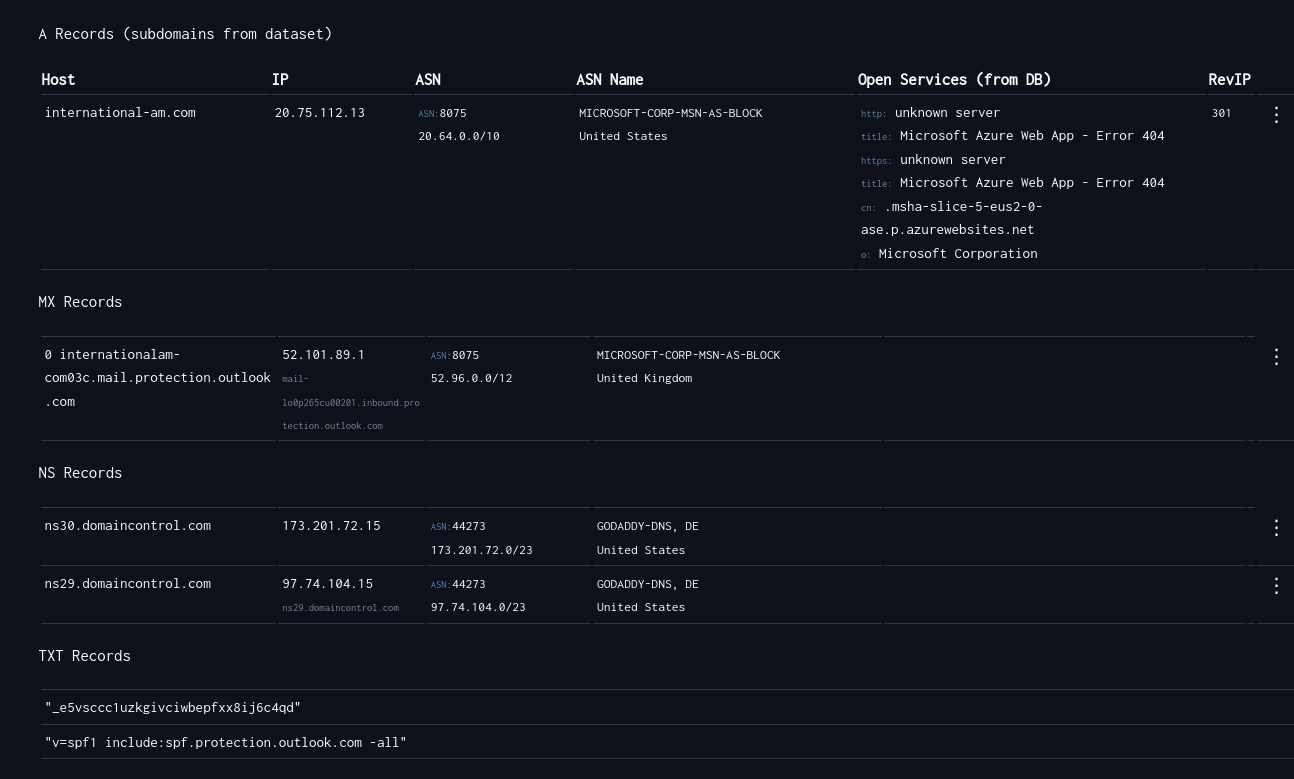 A Records (subdomains from dataset)
Host IP ASN ASN Name Open Services (from DB) RevIP
international-am.com 20.75.112.13 ASN:8075 MICROSOFT-CORP-MSN-AS-BLOCK http: unknown server 301
20.64.0.0/10 United States title: Microsoft Azure Web App - Error 404
https: unknown server
title: Microsoft Azure Web App - Error 404
cn: .msha-slice-5-eus2-0-
ase.p.azurewebsites.net
o: Microsoft Corporation
MX Records
0 internationalam- 52.101.89.1 ASN:8075 MICROSOFT-CORP-MSN-AS-BLOCK
com03c.mail.protection.outlook mail- 52.96.0.0/12 United Kingdom
.com lo0p265cu00201.inbound.pro
tection.outlook.com
NS Records
ns30.domaincontrol.com 173.201.72.15 ASN:44273 GODADDY-DNS, DE
173.201.72.0/23 United States
ns29.domaincontrol.com 97.74.104.15 ASN:44273 GODADDY-DNS, DE
ns29.domaincontrol.com 97.74.104.0/23 United States
TXT Records
"_e5vsccc1uzkgivciwbepfxx8ij6c4qd"
"v=spf1 include:spf.protection.outlook.com -all"